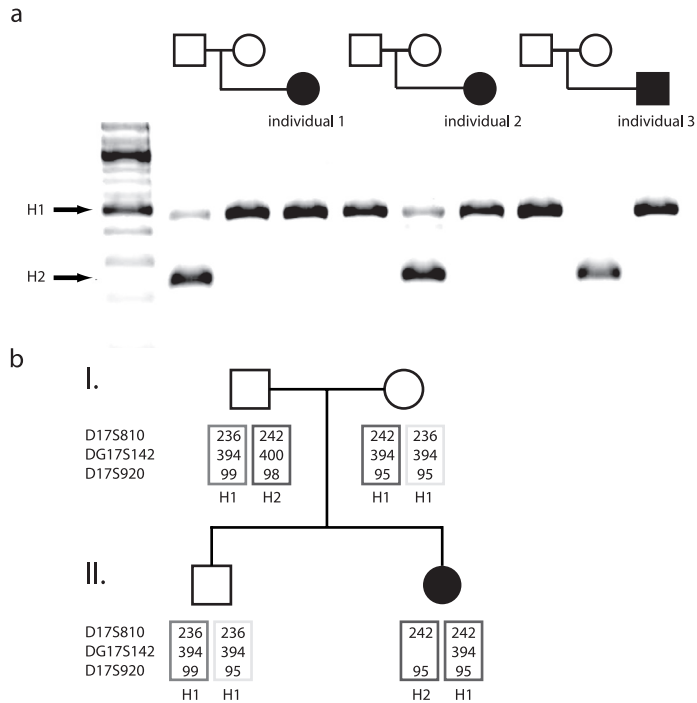 a
individual 1 individual 2 individual 3
H1
H2
b
I.
D17S810 236 242 242 236
DG17S142 394 400 394 394
D17S920 99 98 95 95
H1 H2 H1 H1
II.
D17S810 236 236 242 242
DG17S142 394 394 394
D17S920 99 95 95 95
H1 H1 H2 H1